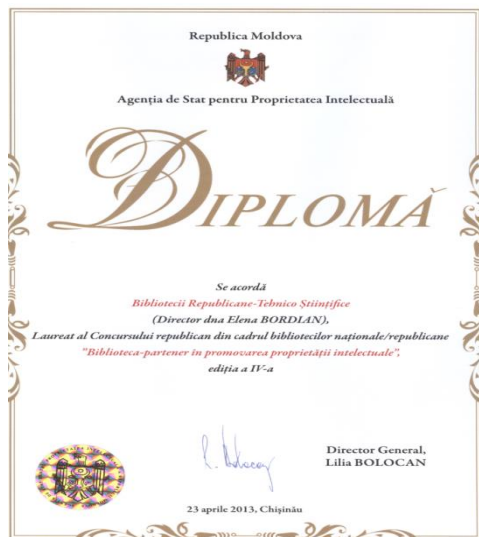 Republica Moldova
Agenția de Stat pentru Proprietatea Intelectuală
DIPLOMĂ
Se acordă
Bibliotecii Republicane-Tehnico Științifice
(Director dna Elena BORDIAN),
Laureat al Concursului republican din cadrul bibliotecilor naționale/republicane
"Biblioteca-partener în promovarea proprietății intelectuale",
ediția a IV-a
Director General,
Lilia BOLOCAN
23 aprile 2013, Chișinău